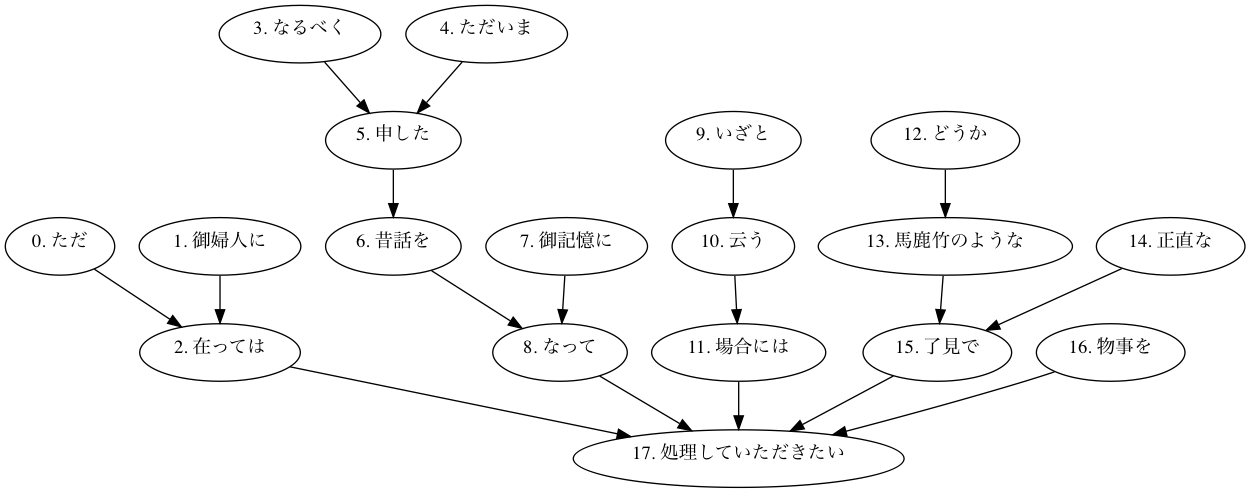 3. なるべく
4. ただいま
5. 申した
9. いざと
12. どうか
0. ただ
1. 御婦人に
6. 昔話を
7. 御記憶に
10. 云う
13. 馬鹿竹のような
14. 正直な
2. 在っては
8. なって
11. 場合には
15. 了見で
16. 物事を
17. 処理していただきたい